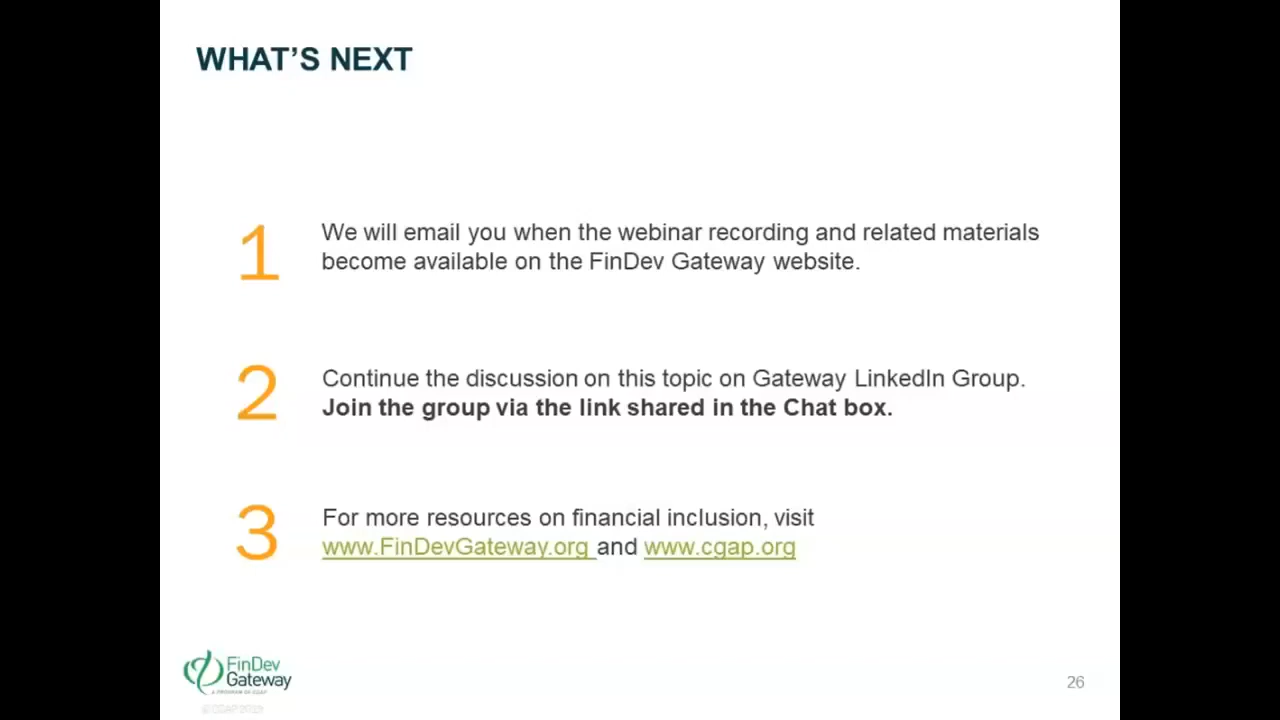 WHAT'S NEXT
1
We will email you when the webinar recording and related materials
become available on the FinDev Gateway website.
2
Continue the discussion on this topic on Gateway LinkedIn Group.
Join the group via the link shared in the Chat box.
3
For more resources on financial inclusion, visit
www.FinDevGateway.org and www.cgap.org
FinDev
Gateway
A PROGRAM OF CGAP
26